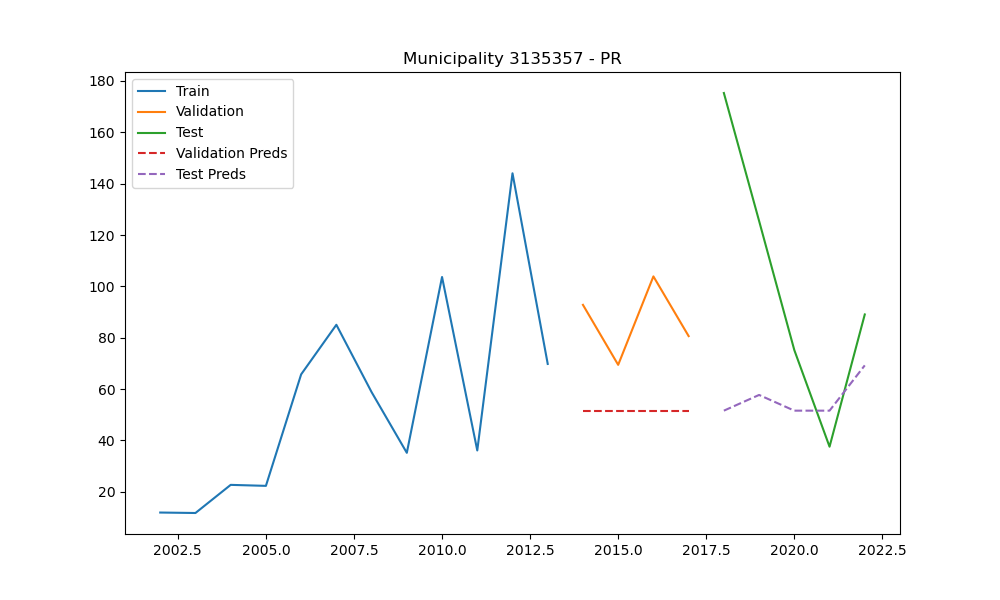 Municipality 3135357 - PR
Train
Validation
Test
Validation Preds
Test Preds
180
160
140
120
100
80
60
40
20
2002.5 2005.0 2007.5 2010.0 2012.5 2015.0 2017.5 2020.0 2022.5